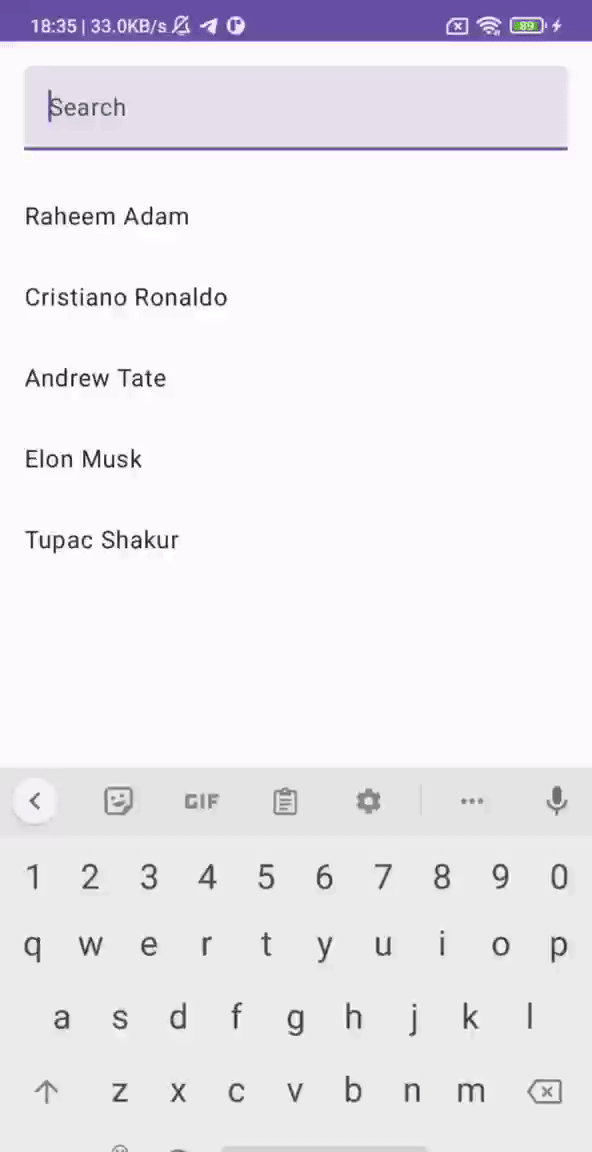 18:35 | 33.0KB/s
89
Search
Raheem Adam
Cristiano Ronaldo
Andrew Tate
Elon Musk
Tupac Shakur
GIF
1 2 3 4 5 6 7 8 9 0
q w e r t y u i o p
a s d f g h j k l
z x c v b n m